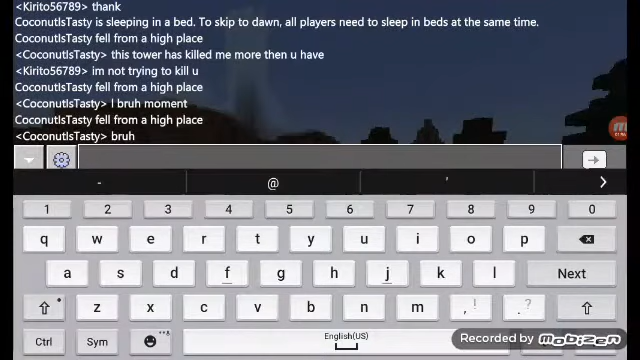 <Kirito56789> thank
CoconutIsTasty is sleeping in a bed. To skip to dawn, all players need to sleep in beds at the same time.
CoconutIsTasty fell from a high place
<CoconutIsTasty> this tower has killed me more then u have
<Kirito56789> im not trying to kill u
CoconutIsTasty fell from a high place
<CoconutIsTasty> I bruh moment
CoconutIsTasty fell from a high place
<CoconutIsTasty> bruh
- @ ' >
1 2 3 4 5 6 7 8 9 0
q w e r t y u i o p
a s d f g h j k l Next
z x c v b n m , ! . ?
Ctrl Sym English(US)
Recorded by MOBIZEN